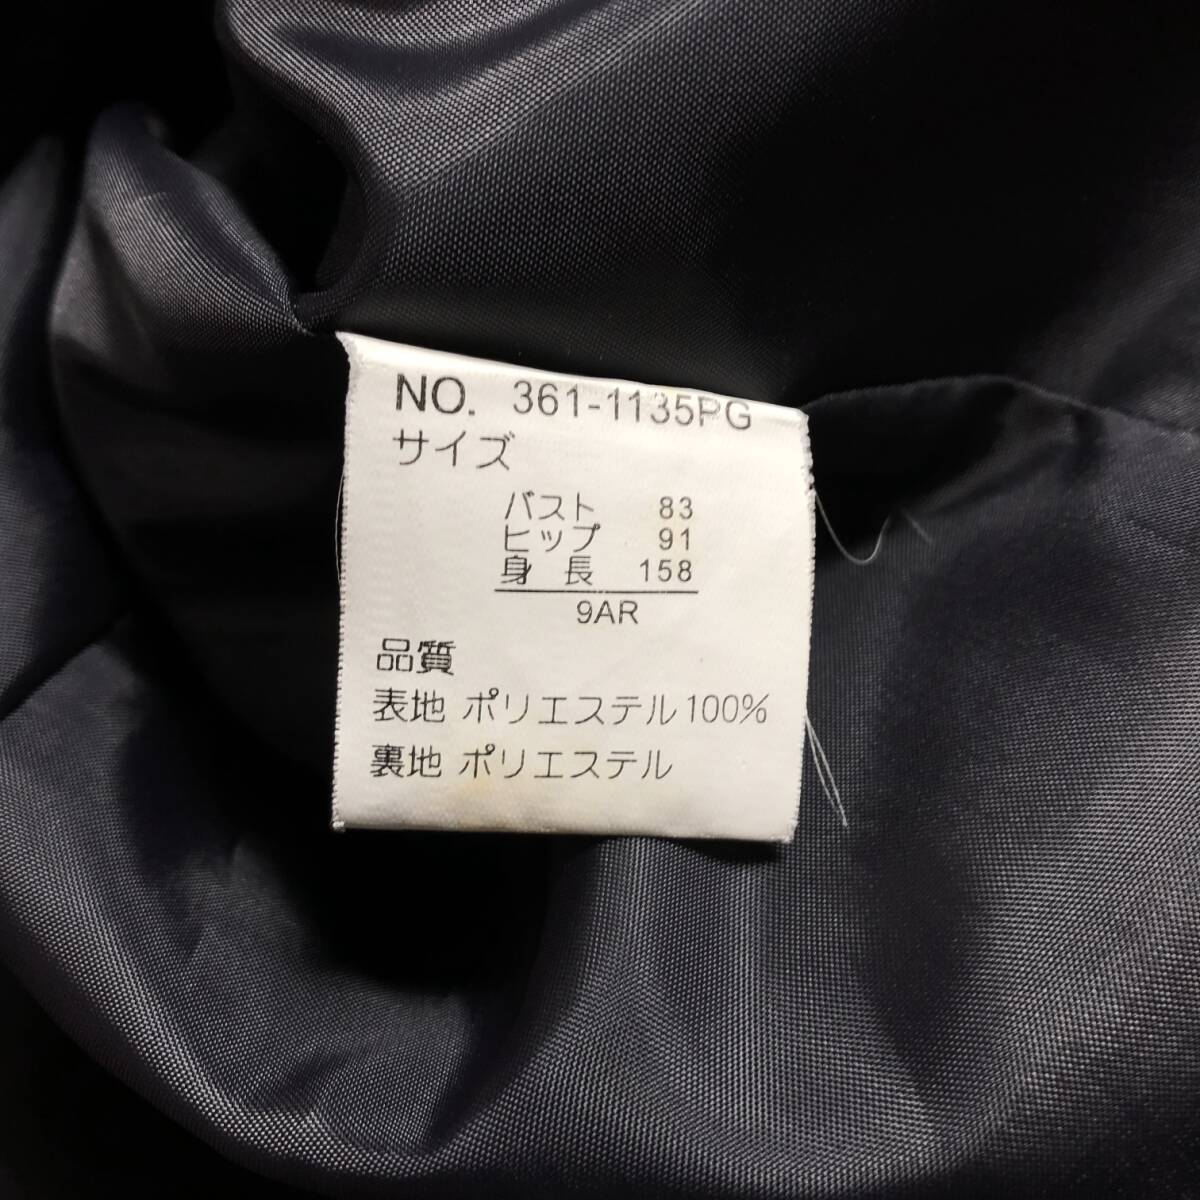 NO. 361-1135PG
サイズ
バスト 83
ヒップ 91
身長 158
9AR
品質
表地 ポリエステル100%
裏地 ポリエステル